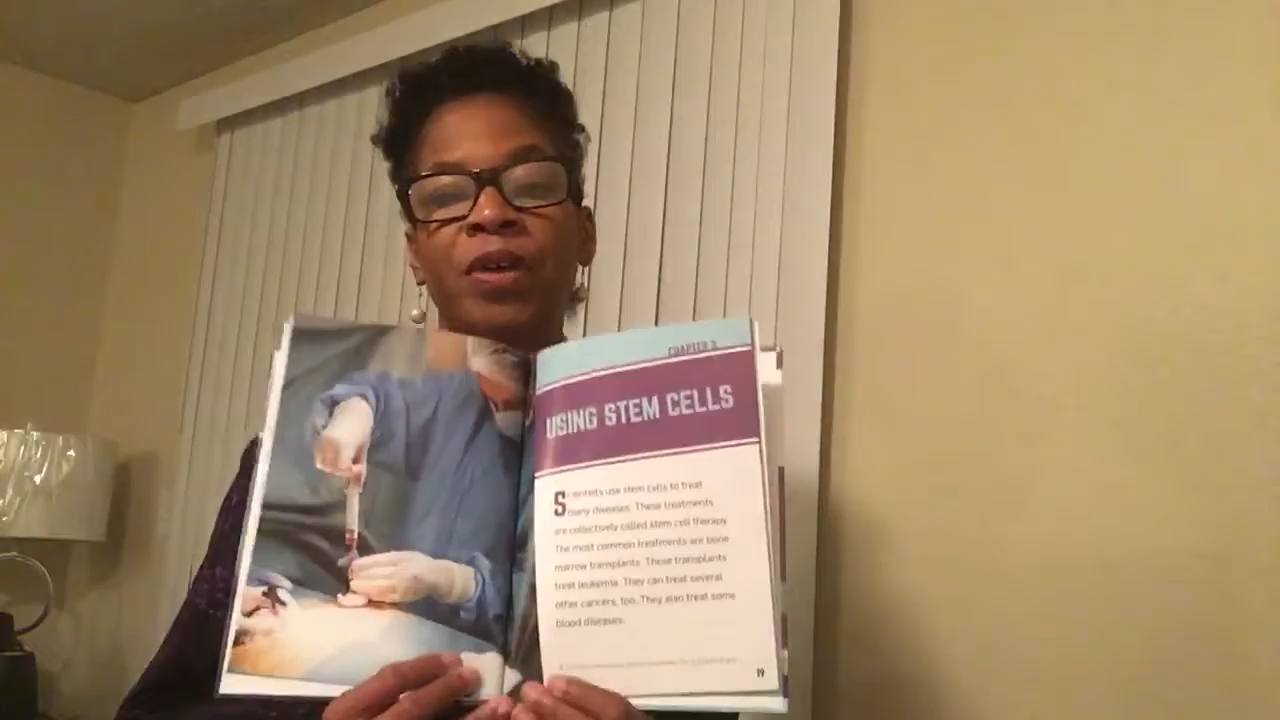 CHAPTER 3
USING STEM CELLS
Scientists use stem cells to treat
many diseases. These treatments
are collectively called stem cell therapy.
The most common treatments are bone
marrow transplants. These transplants
treat leukemia. They can treat several
other cancers, too. They also treat some
blood diseases.
19